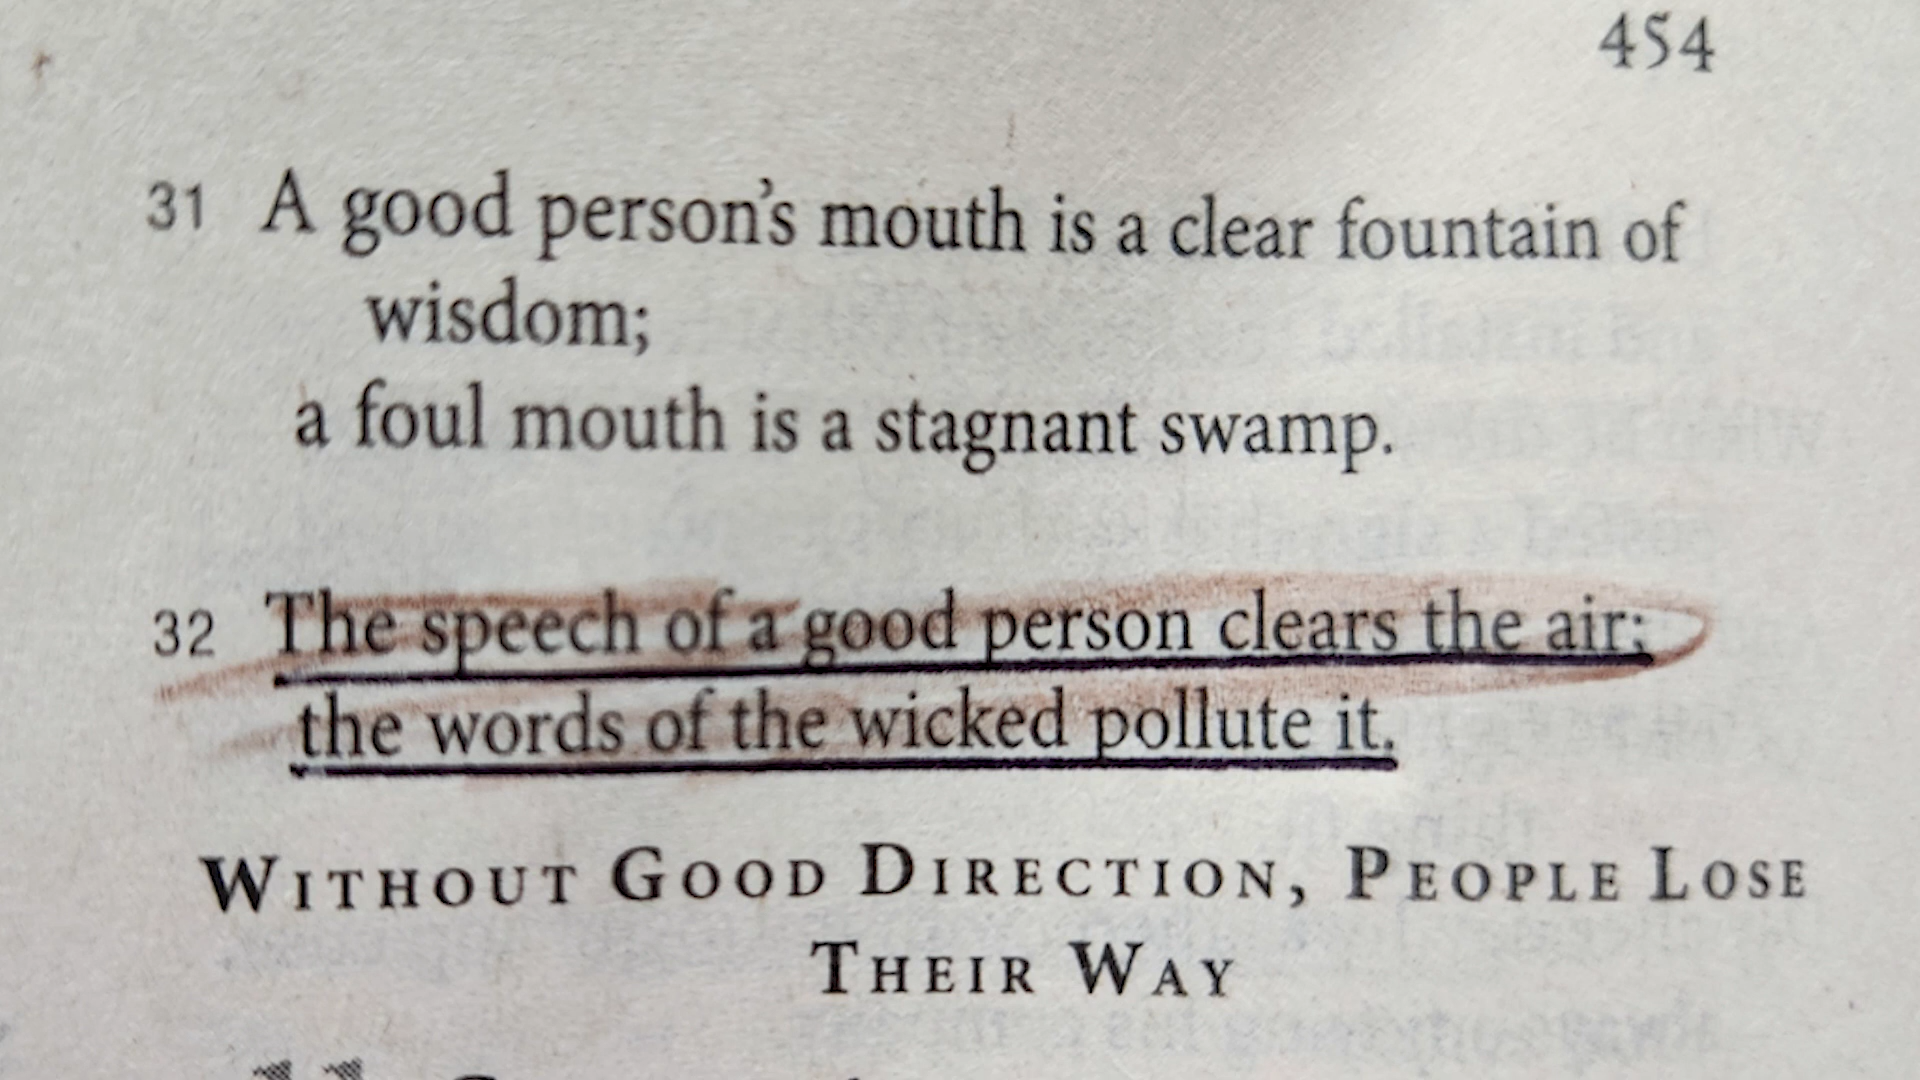 454
31 A good person's mouth is a clear fountain of
wisdom;
a foul mouth is a stagnant swamp.
32 The speech of a good person clears the air;
the words of the wicked pollute it.
WITHOUT GOOD DIRECTION, PEOPLE LOSE
THEIR WAY